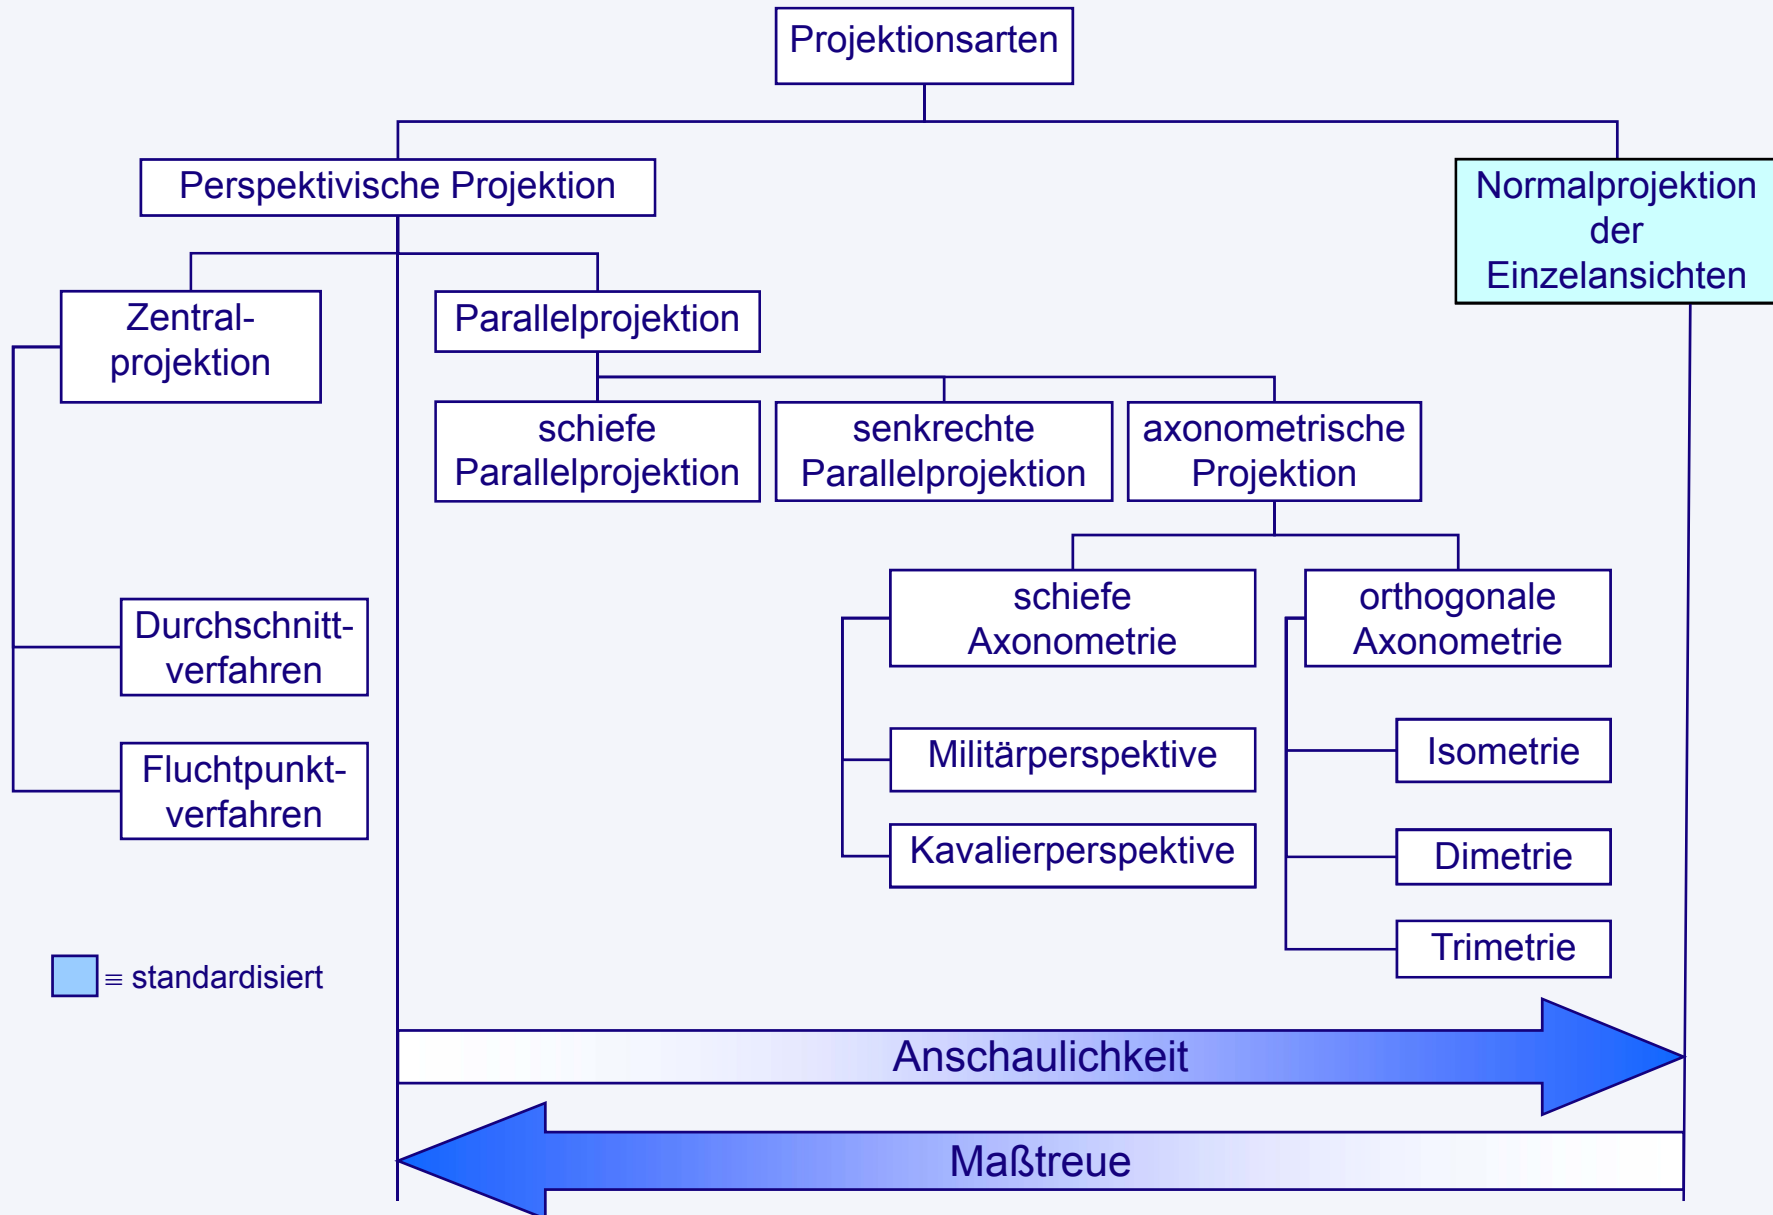 Projektionsarten
Perspektivische Projektion
Normalprojektion
der
Einzelansichten
Zentral-
projektion
Parallelprojektion
schiefe
Parallelprojektion
senkrechte
Parallelprojektion
axonometrische
Projektion
schiefe
Axonometrie
orthogonale
Axonometrie
Durchschnitt-
verfahren
Fluchtpunkt-
verfahren
Militärperspektive
Kavalierperspektive
Isometrie
Dimetrie
Trimetrie
≡ standardisiert
Anschaulichkeit
Maßtreue